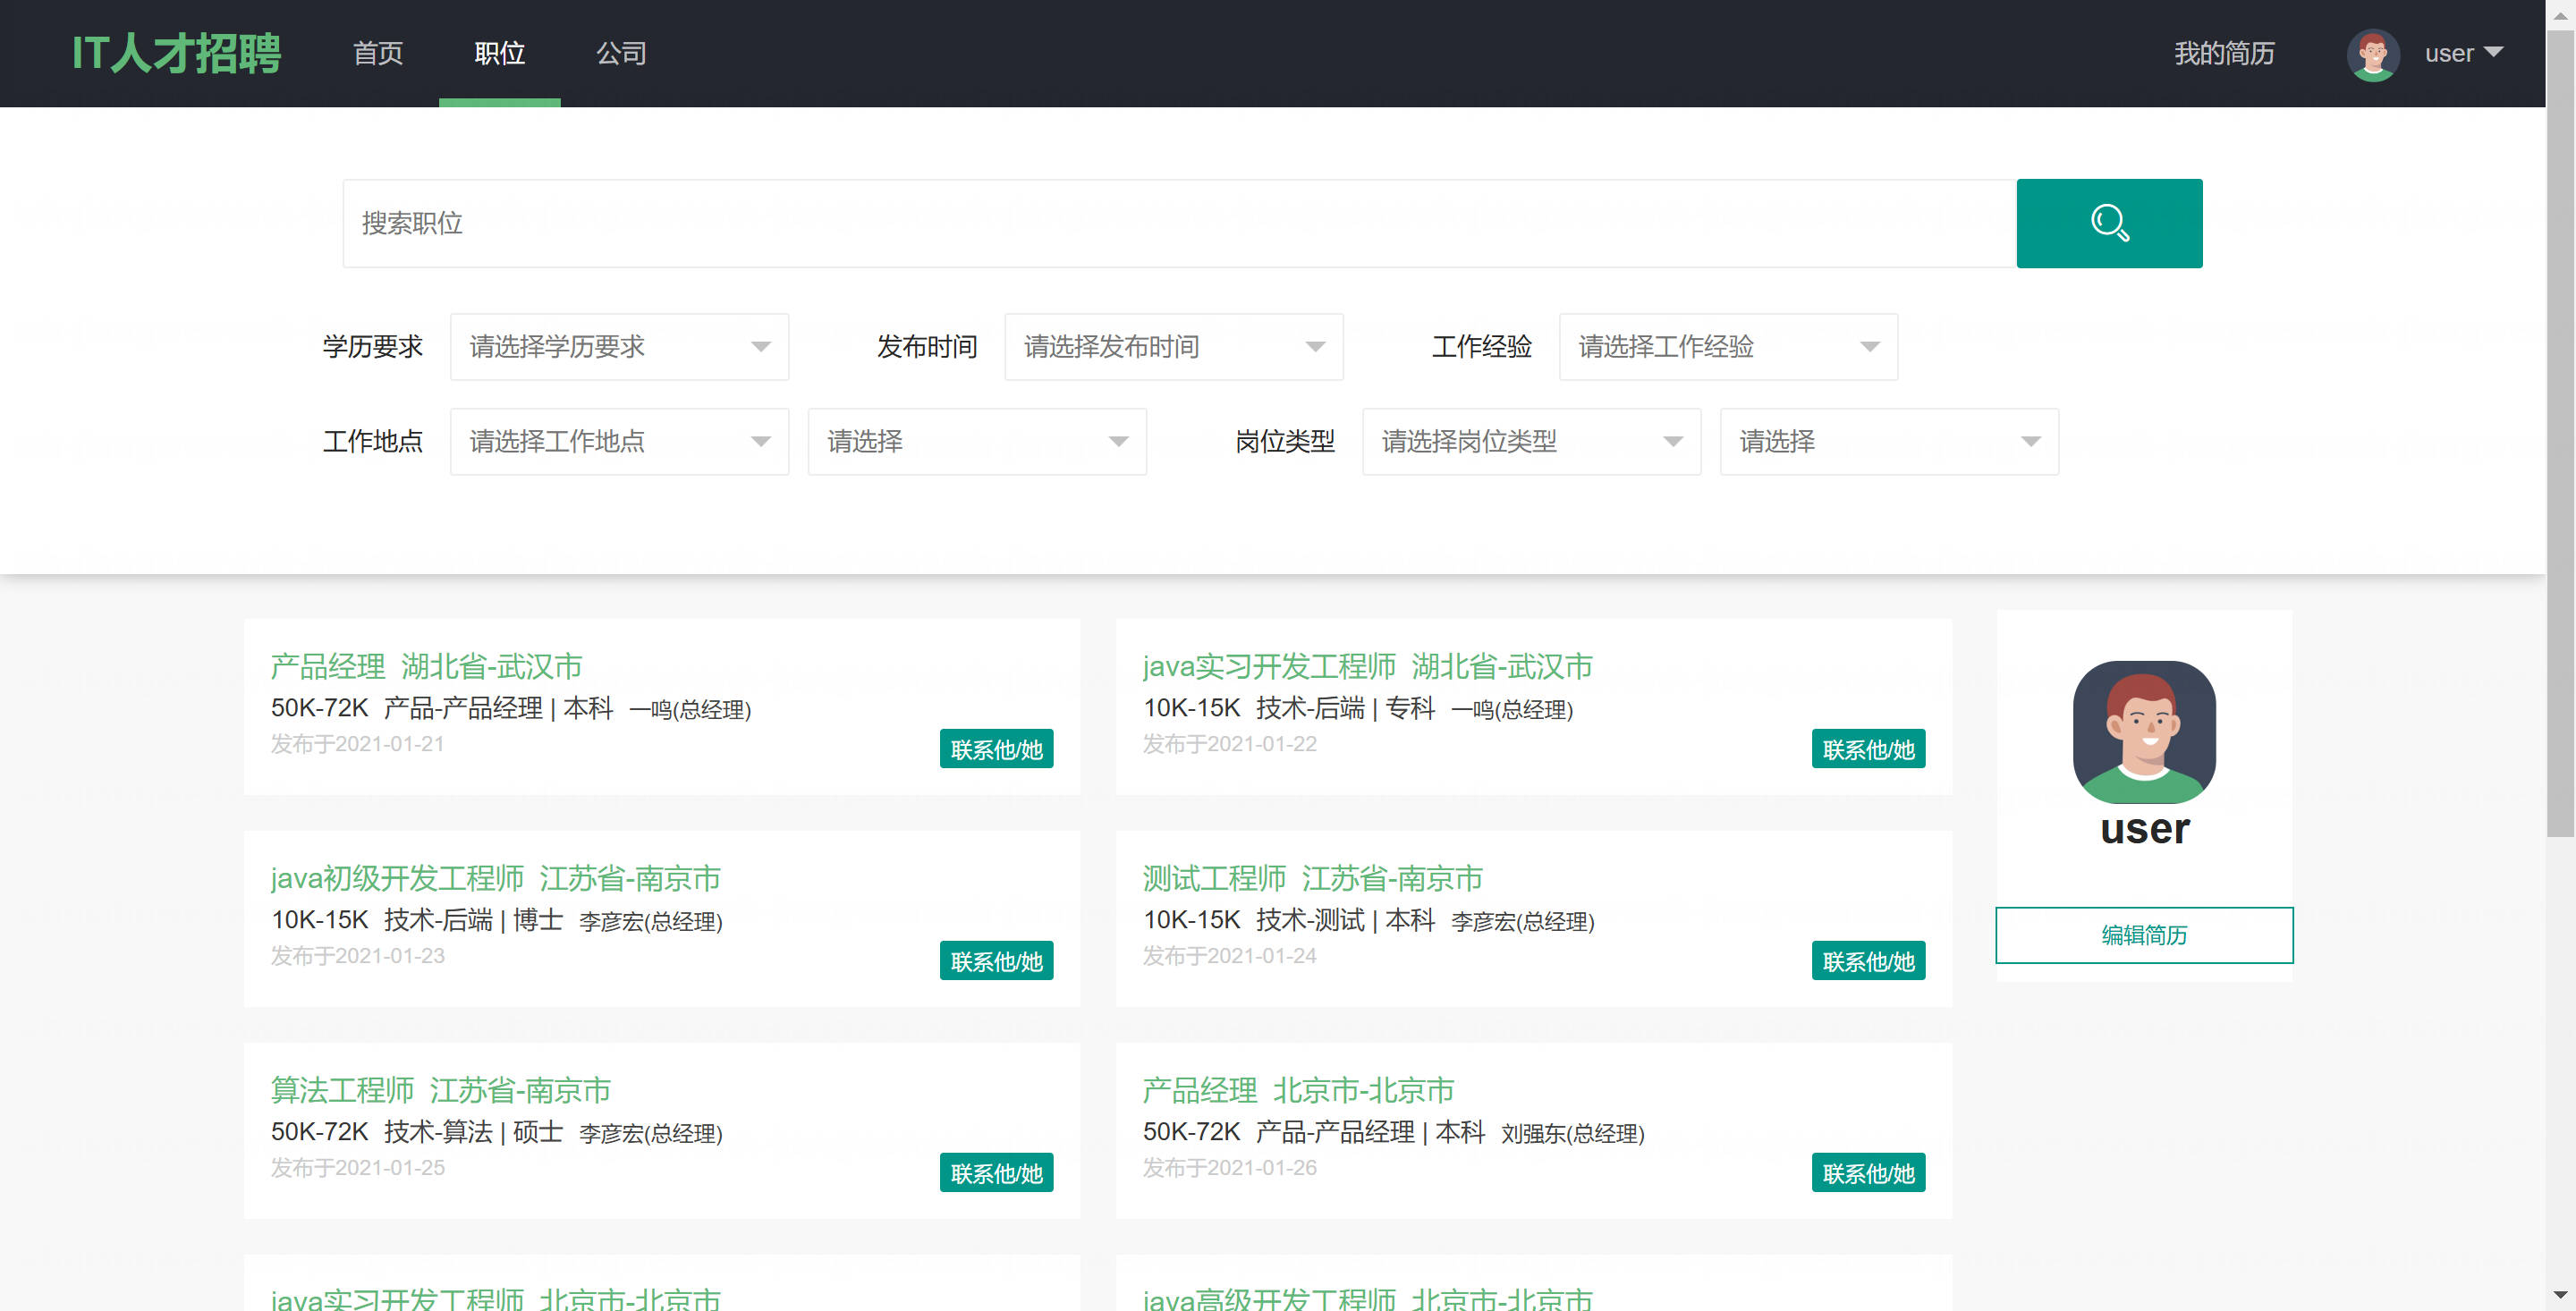 IT人才招聘 首页 职位 公司 我的简历 user
搜索职位
学历要求 请选择学历要求 发布时间 请选择发布时间 工作经验 请选择工作经验
工作地点 请选择工作地点 请选择 岗位类型 请选择岗位类型 请选择
产品经理 湖北省-武汉市
50K-72K 产品-产品经理 | 本科 一鸣(总经理)
发布于2021-01-21
联系他/她
java实习开发工程师 湖北省-武汉市
10K-15K 技术-后端 | 专科 一鸣(总经理)
发布于2021-01-22
联系他/她
user
编辑简历
java初级开发工程师 江苏省-南京市
10K-15K 技术-后端 | 博士 李彦宏(总经理)
发布于2021-01-23
联系他/她
测试工程师 江苏省-南京市
10K-15K 技术-测试 | 本科 李彦宏(总经理)
发布于2021-01-24
联系他/她
算法工程师 江苏省-南京市
50K-72K 技术-算法 | 硕士 李彦宏(总经理)
发布于2021-01-25
联系他/她
产品经理 北京市-北京市
50K-72K 产品-产品经理 | 本科 刘强东(总经理)
发布于2021-01-26
联系他/她
java实习开发工程师 北京市-北京市
java高级开发工程师 北京市-北京市